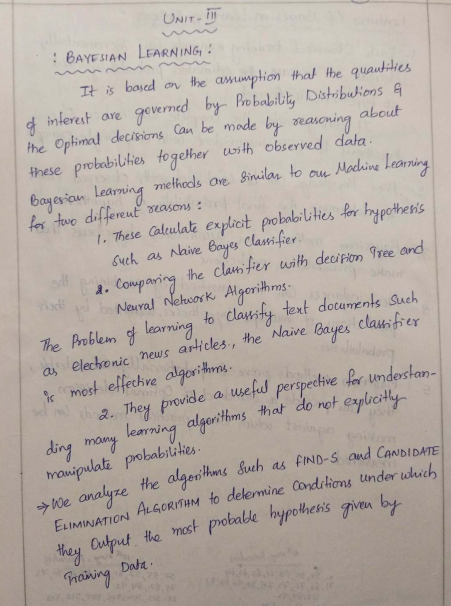 UNIT-III
: BAYESIAN LEARNING :
It is based on the assumption that the quantities
of interest are governed by Probability Distributions &
the Optimal decisions Can be made by reasoning about
these probabilities together with observed data.
Bayesian Learning methods are Similar to our Machine Learning
for two different reasons :
1. These Calculate explicit probabilities for hypothesis
Such as Naive Bayes Classifier
2. Comparing the classifier with decision Tree and
Neural Network Algorithms.
The Problem of learning to classify text documents Such
as electronic news articles., the Naive Bayes classifier
is most effective algorithms.
2. They provide a useful perspective for understan-
ding many learning algorithms that do not explicitly
manipulate probabilities.
→ We analyze the algorithms Such as FIND-S and CANDIDATE
ELIMINATION ALGORITHM to determine Conditions under which
they Output the most probable hypothesis given by
Training Data.